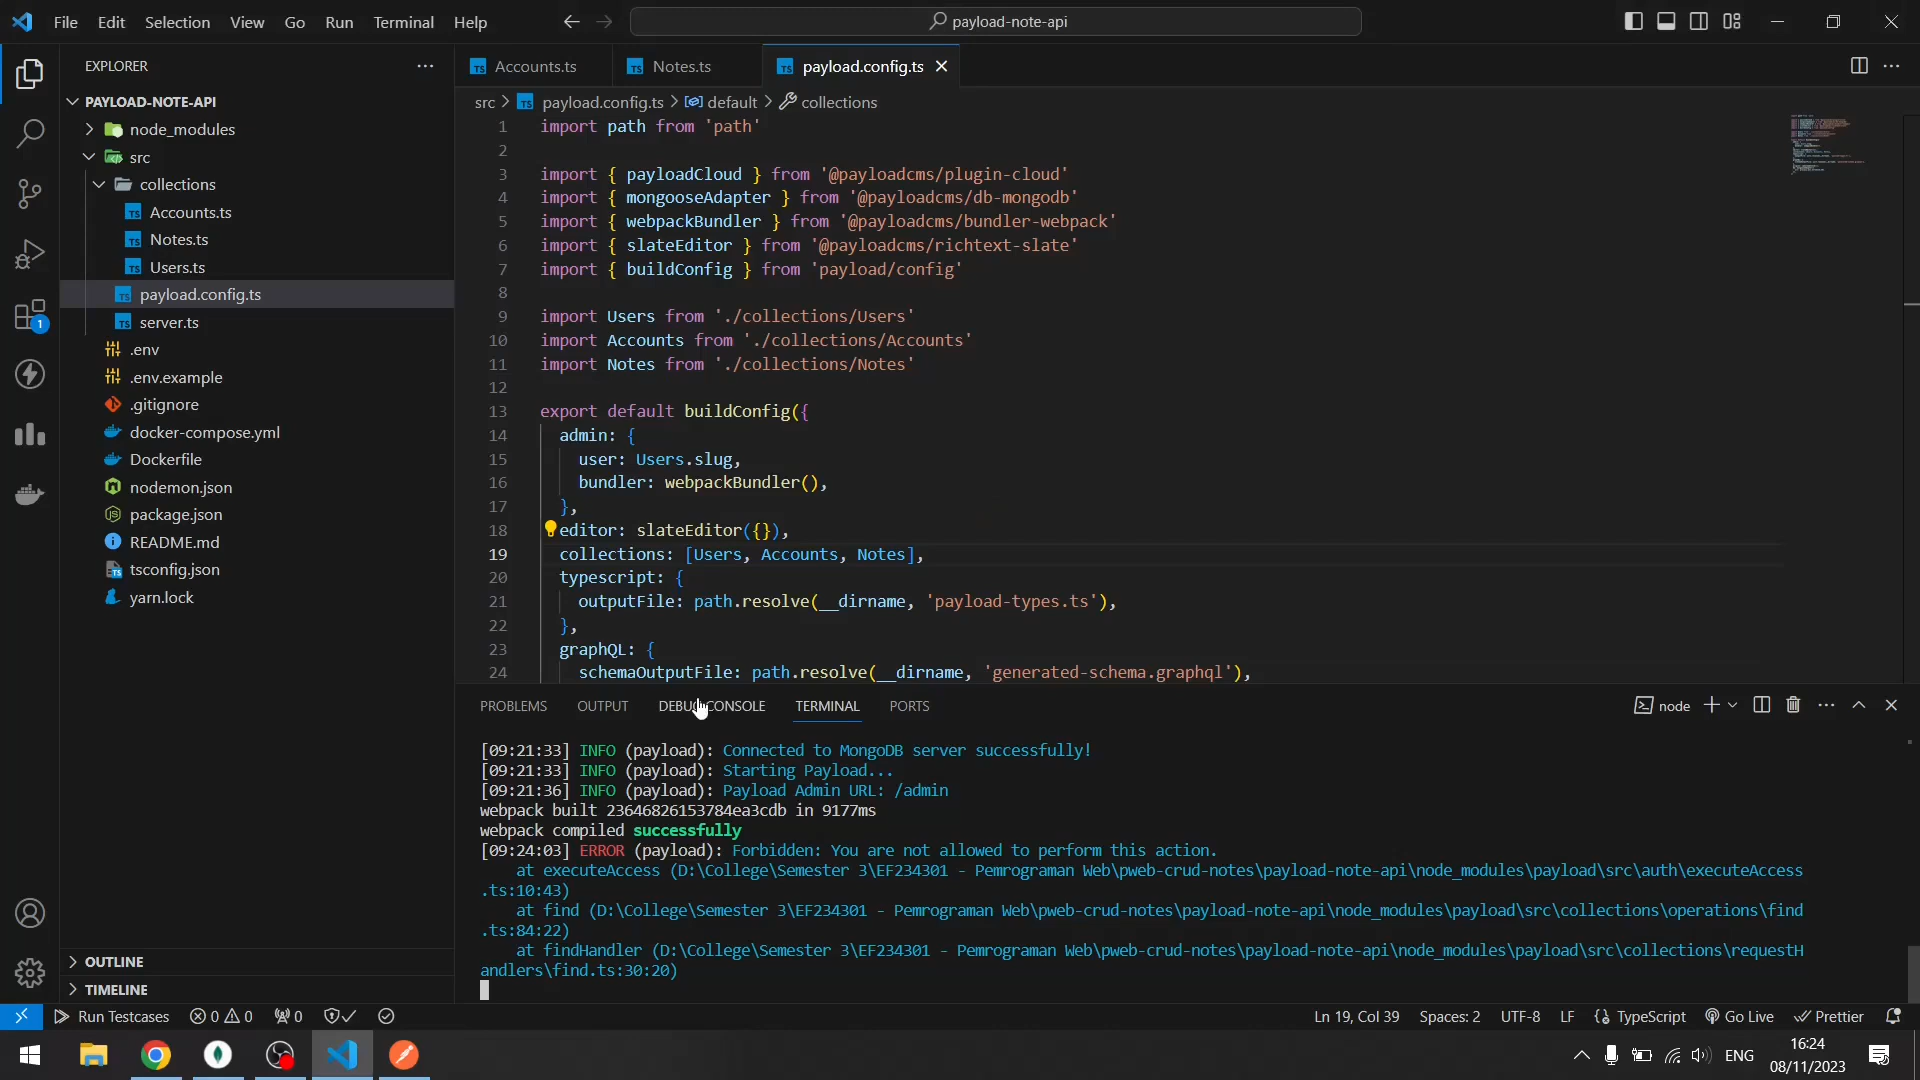 File Edit Selection View Go Run Terminal Help
payload-note-api
EXPLORER
PAYLOAD-NOTE-API
node_modules
src
collections
TS Accounts.ts
TS Notes.ts
TS Users.ts
TS payload.config.ts
TS server.ts
.env
.env.example
.gitignore
docker-compose.yml
Dockerfile
nodemon.json
package.json
README.md
tsconfig.json
yarn.lock
OUTLINE
TIMELINE
1
TS Accounts.ts TS Notes.ts TS payload.config.ts
src > TS payload.config.ts > default > collections
1 import path from 'path'
2
3 import { payloadCloud } from '@payloadcms/plugin-cloud'
4 import { mongooseAdapter } from '@payloadcms/db-mongodb'
5 import { webpackBundler } from '@payloadcms/bundler-webpack'
6 import { slateEditor } from '@payloadcms/richtext-slate'
7 import { buildConfig } from 'payload/config'
8
9 import Users from './collections/Users'
10 import Accounts from './collections/Accounts'
11 import Notes from './collections/Notes'
12
13 export default buildConfig({
14 admin: {
15 user: Users.slug,
16 bundler: webpackBundler(),
17 },
18 editor: slateEditor({}),
19 collections: [Users, Accounts, Notes],
20 typescript: {
21 outputFile: path.resolve(__dirname, 'payload-types.ts'),
22 },
23 graphQL: {
24 schemaOutputFile: path.resolve(__dirname, 'generated-schema.graphql'),
PROBLEMS OUTPUT DEBUG CONSOLE TERMINAL PORTS
node
[09:21:33] INFO (payload): Connected to MongoDB server successfully!
[09:21:33] INFO (payload): Starting Payload...
[09:21:36] INFO (payload): Payload Admin URL: /admin
webpack built 23646826153784ea3cdb in 9177ms
webpack compiled successfully
[09:24:03] ERROR (payload): Forbidden: You are not allowed to perform this action.
at executeAccess (D:\College\Semester 3\EF234301 - Pemrograman Web\pweb-crud-notes\payload-note-api\node_modules\payload\src\auth\executeAccess
.ts:10:43)
at find (D:\College\Semester 3\EF234301 - Pemrograman Web\pweb-crud-notes\payload-note-api\node_modules\payload\src\collections\operations\find
.ts:84:22)
at findHandler (D:\College\Semester 3\EF234301 - Pemrograman Web\pweb-crud-notes\payload-note-api\node_modules\payload\src\collections\requestH
andlers\find.ts:30:20)
Run Testcases 0 0 0
Ln 19, Col 39 Spaces: 2 UTF-8 LF TypeScript Go Live Prettier
ENG
16:24
08/11/2023